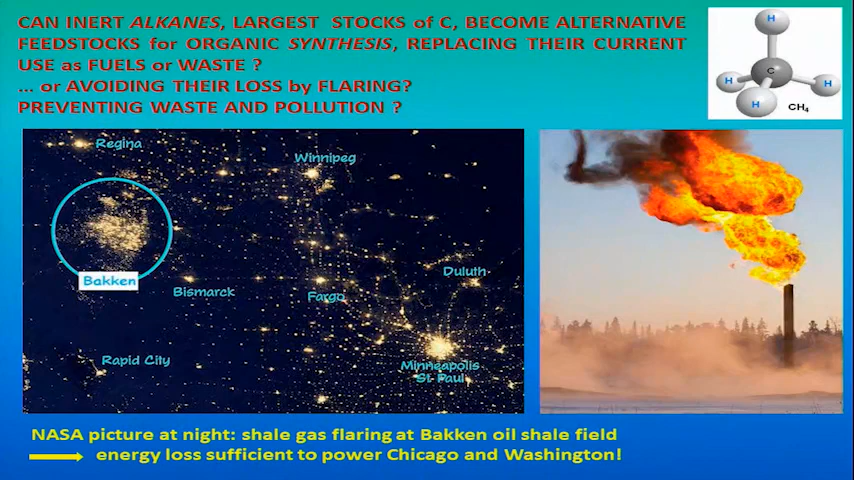 CAN INERT ALKANES, LARGEST STOCKS of C, BECOME ALTERNATIVE
FEEDSTOCKS for ORGANIC SYNTHESIS, REPLACING THEIR CURRENT
USE as FUELS or WASTE ?
... or AVOIDING THEIR LOSS by FLARING?
PREVENTING WASTE AND POLLUTION ?
H
C
H
H
H
CH4
Regina
Winnipeg
Bakken
Bismarck
Fargo
Duluth
Rapid City
Minneapolis
St. Paul
NASA picture at night: shale gas flaring at Bakken oil shale field
energy loss sufficient to power Chicago and Washington!